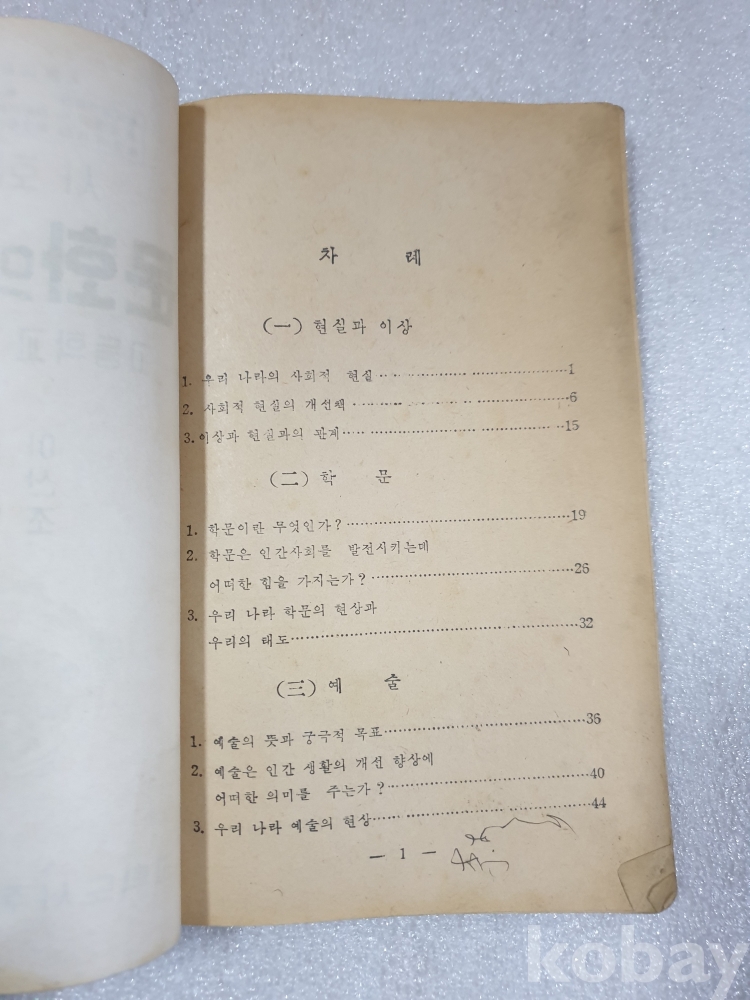 차 례
(一) 현실과 이상
1. 우리 나라의 사회적 현실 ………………………1
2. 사회적 현실의 개선책 ………………………6
3. 이상과 현실과의 관계 ………………………15
(二) 학 문
1. 학문이란 무엇인가? ………………………19
2. 학문은 인간사회를 발전시키는데
어떠한 힘을 가지는가? ………………………26
3. 우리 나라 학문의 현상과
우리의 태도 ………………………32
(三) 예 술
1. 예술의 뜻과 궁극적 목표 ………………………36
2. 예술은 인간 생활의 개선 향상에
어떠한 의미를 주는가? ………………………40
3. 우리 나라 예술의 현상 ………………………44
— 1 —
kobay